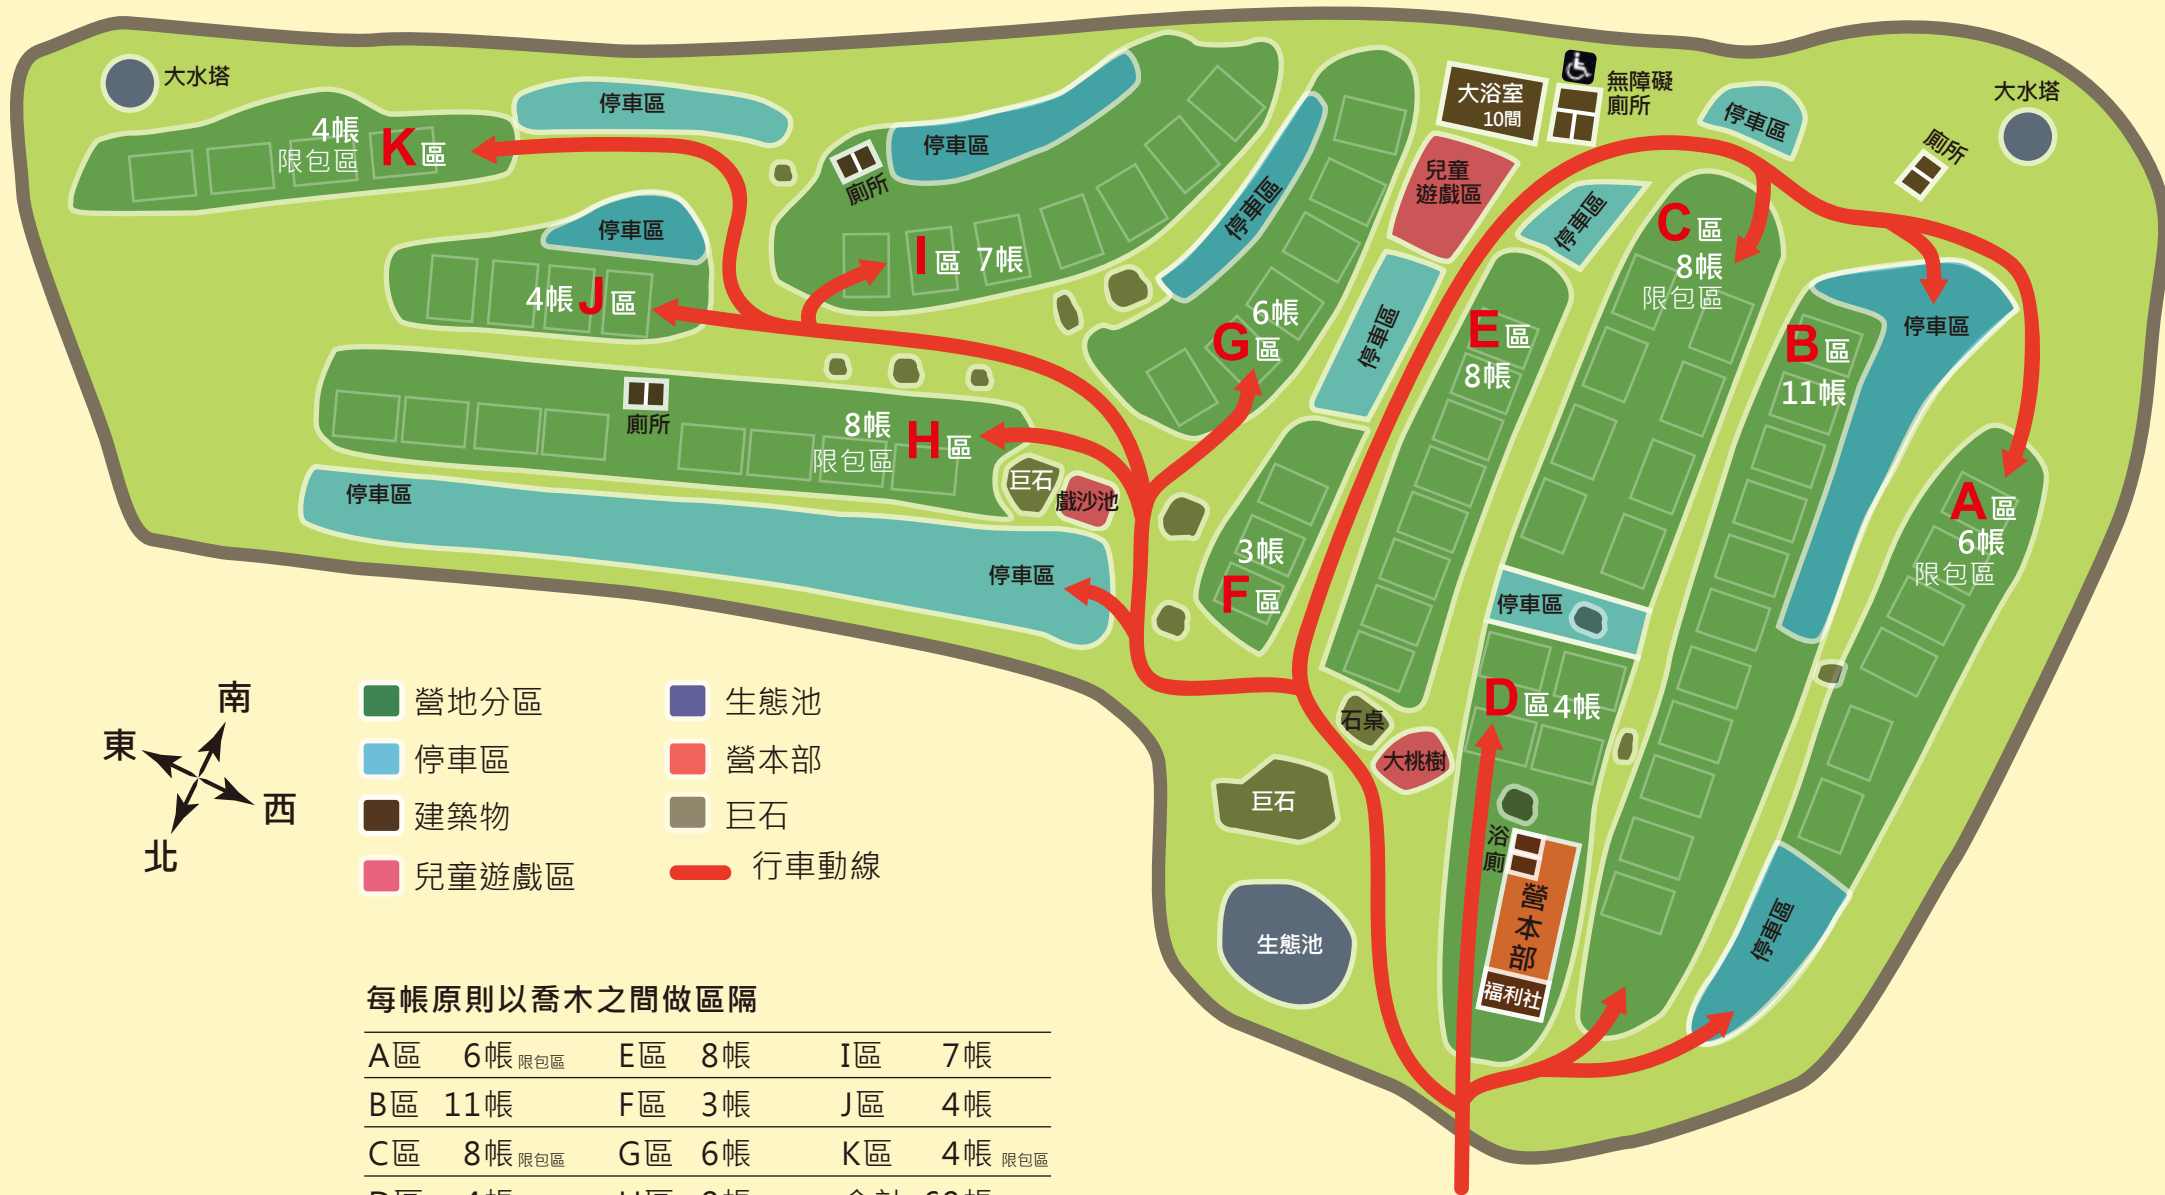 大水塔
4帳
限包區
K區
停車區
停車區
4帳
J區
廁所
停車區
I區 7帳
停車區
6帳
G區
大浴室
10間
無障礙
廁所
兒童
遊戲區
停車區
停車區
廁所
大水塔
停車區
停車區
C區
8帳
限包區
E區
8帳
B區
11帳
停車區
A區
6帳
限包區
廁所
8帳
限包區
H區
巨石
戲沙池
停車區
停車區
3帳
F區
停車區
D區4帳
石桌
大桃樹
巨石
生態池
浴
廁
營
本
部
福利社
停車區
南
東
西
北
營地分區
停車區
建築物
兒童遊戲區
生態池
營本部
巨石
行車動線
每帳原則以喬木之間做區隔
A區 6帳 限包區 E區 8帳 I區 7帳
B區 11帳 F區 3帳 J區 4帳
C區 8帳 限包區 G區 6帳 K區 4帳 限包區